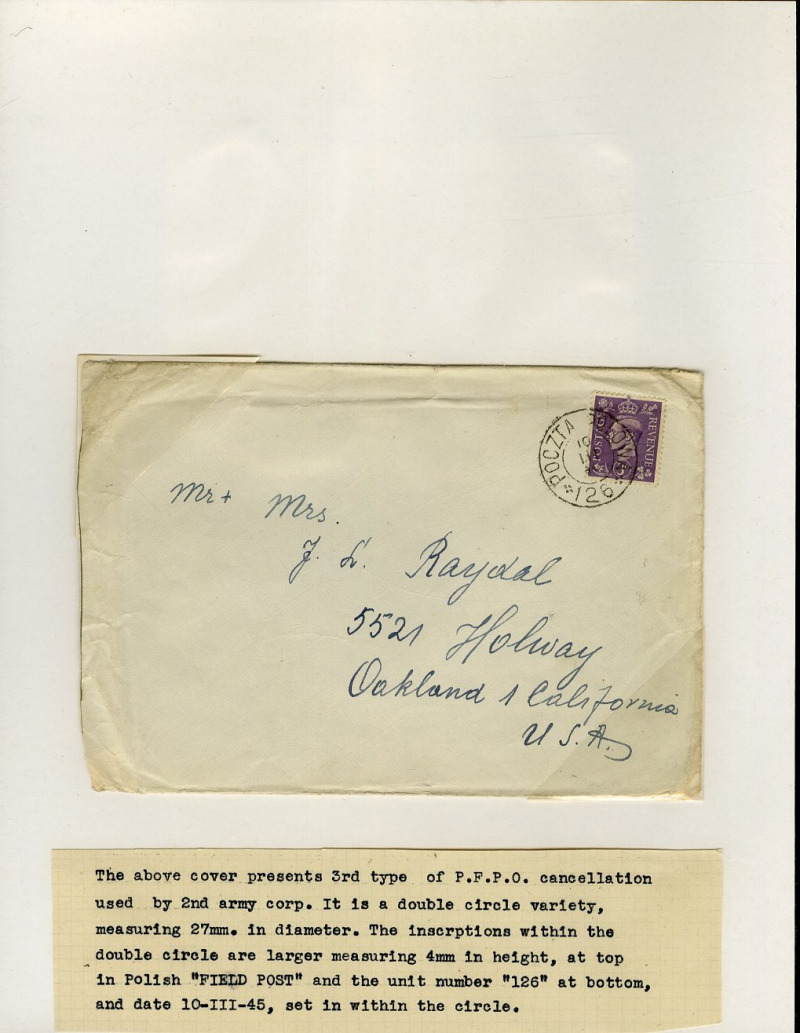 POSTAGE REVENUE
POCZTA POLOWA
10
126
Mr + Mrs.
J. L. Raydal
5521 Holway
Oakland 1 California
U.S.A.
The above cover presents 3rd type of P.F.P.O. cancellation
used by 2nd army corp. It is a double circle variety,
measuring 27mm. in diameter. The inscrptions within the
double circle are larger measuring 4mm in height, at top
in Polish "FIELD POST" and the unit number "126" at bottom,
and date 10-III-45, set in within the circle.